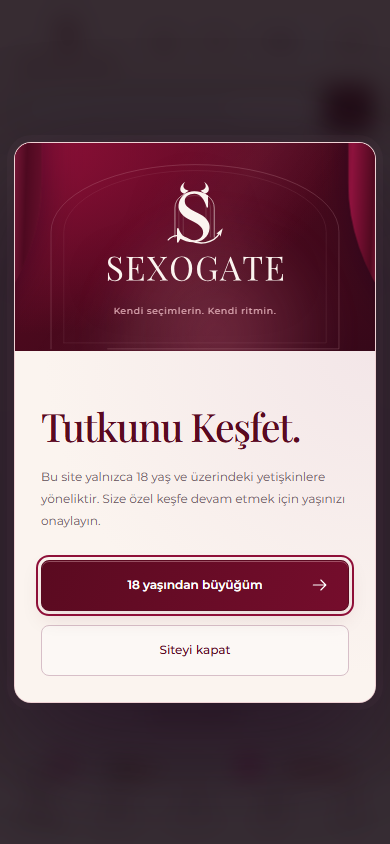 S
SEXOGATE
Kendi seçimlerin. Kendi ritmin.
Tutkunu Keşfet.
Bu site yalnızca 18 yaş ve üzerindeki yetişkinlere
yöneliktir. Size özel keşfe devam etmek için yaşınızı
onaylayın.
18 yaşından büyüğüm
Siteyi kapat